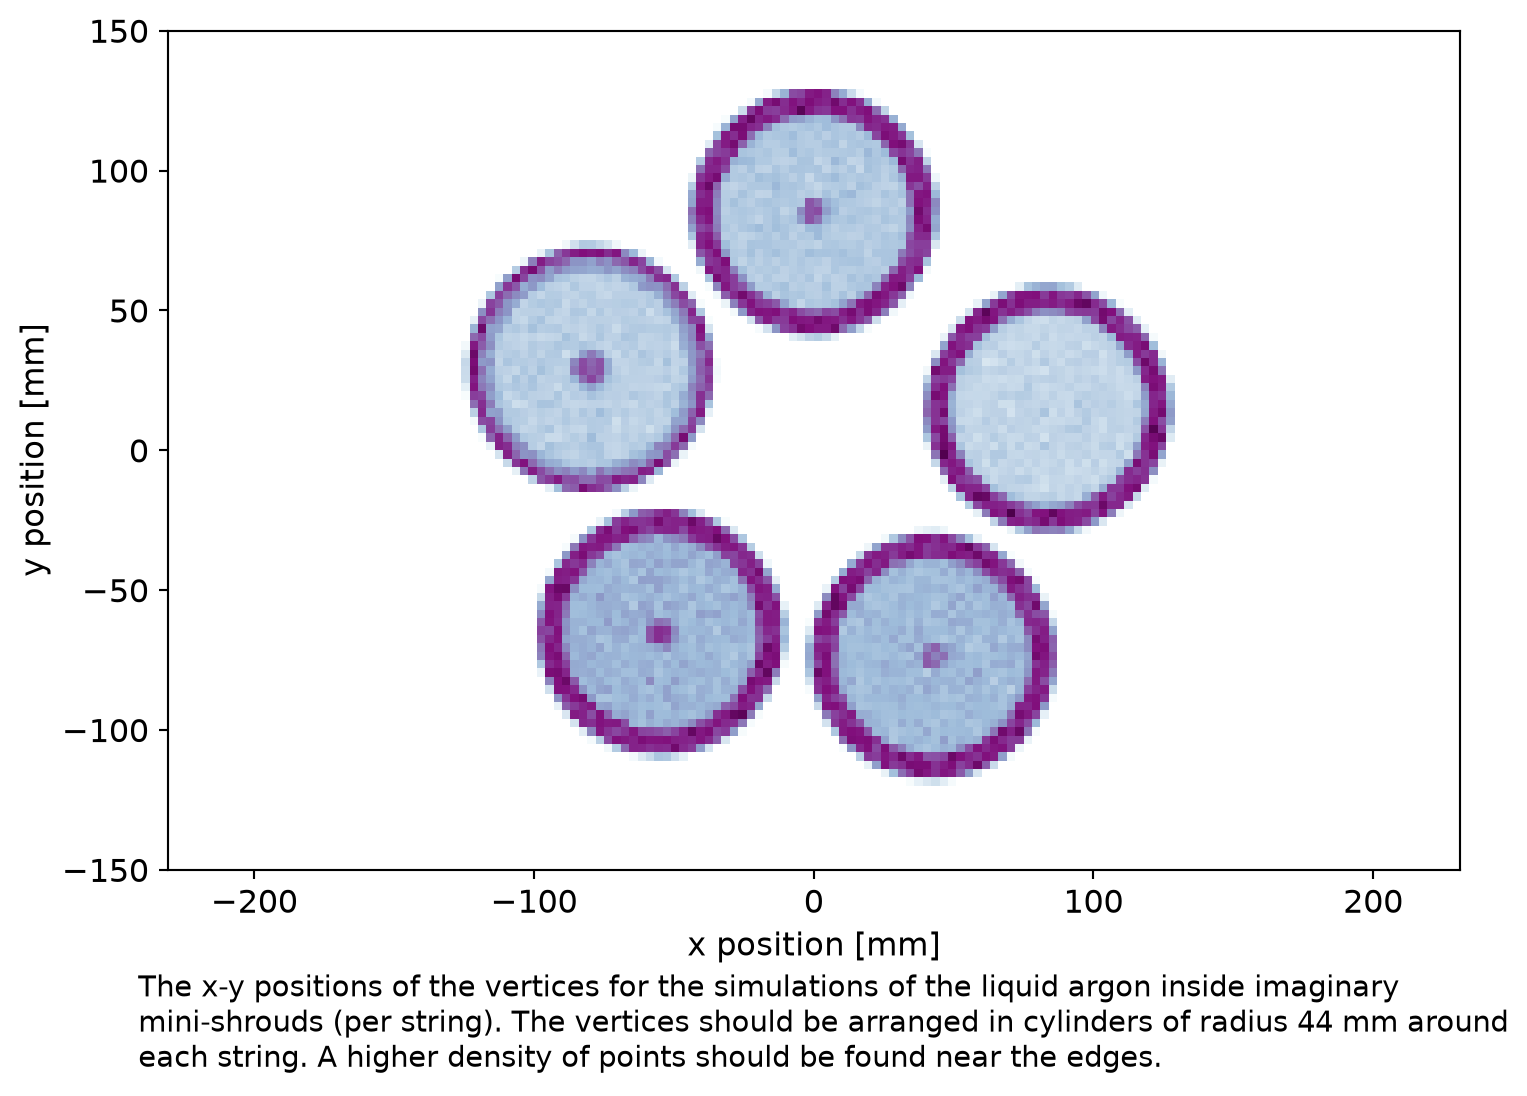 150
100
50
0
−50
−100
−150
y position [mm]
−200
−100
0
100
200
x position [mm]
The x-y positions of the vertices for the simulations of the liquid argon inside imaginary
mini-shrouds (per string). The vertices should be arranged in cylinders of radius 44 mm around
each string. A higher density of points should be found near the edges.